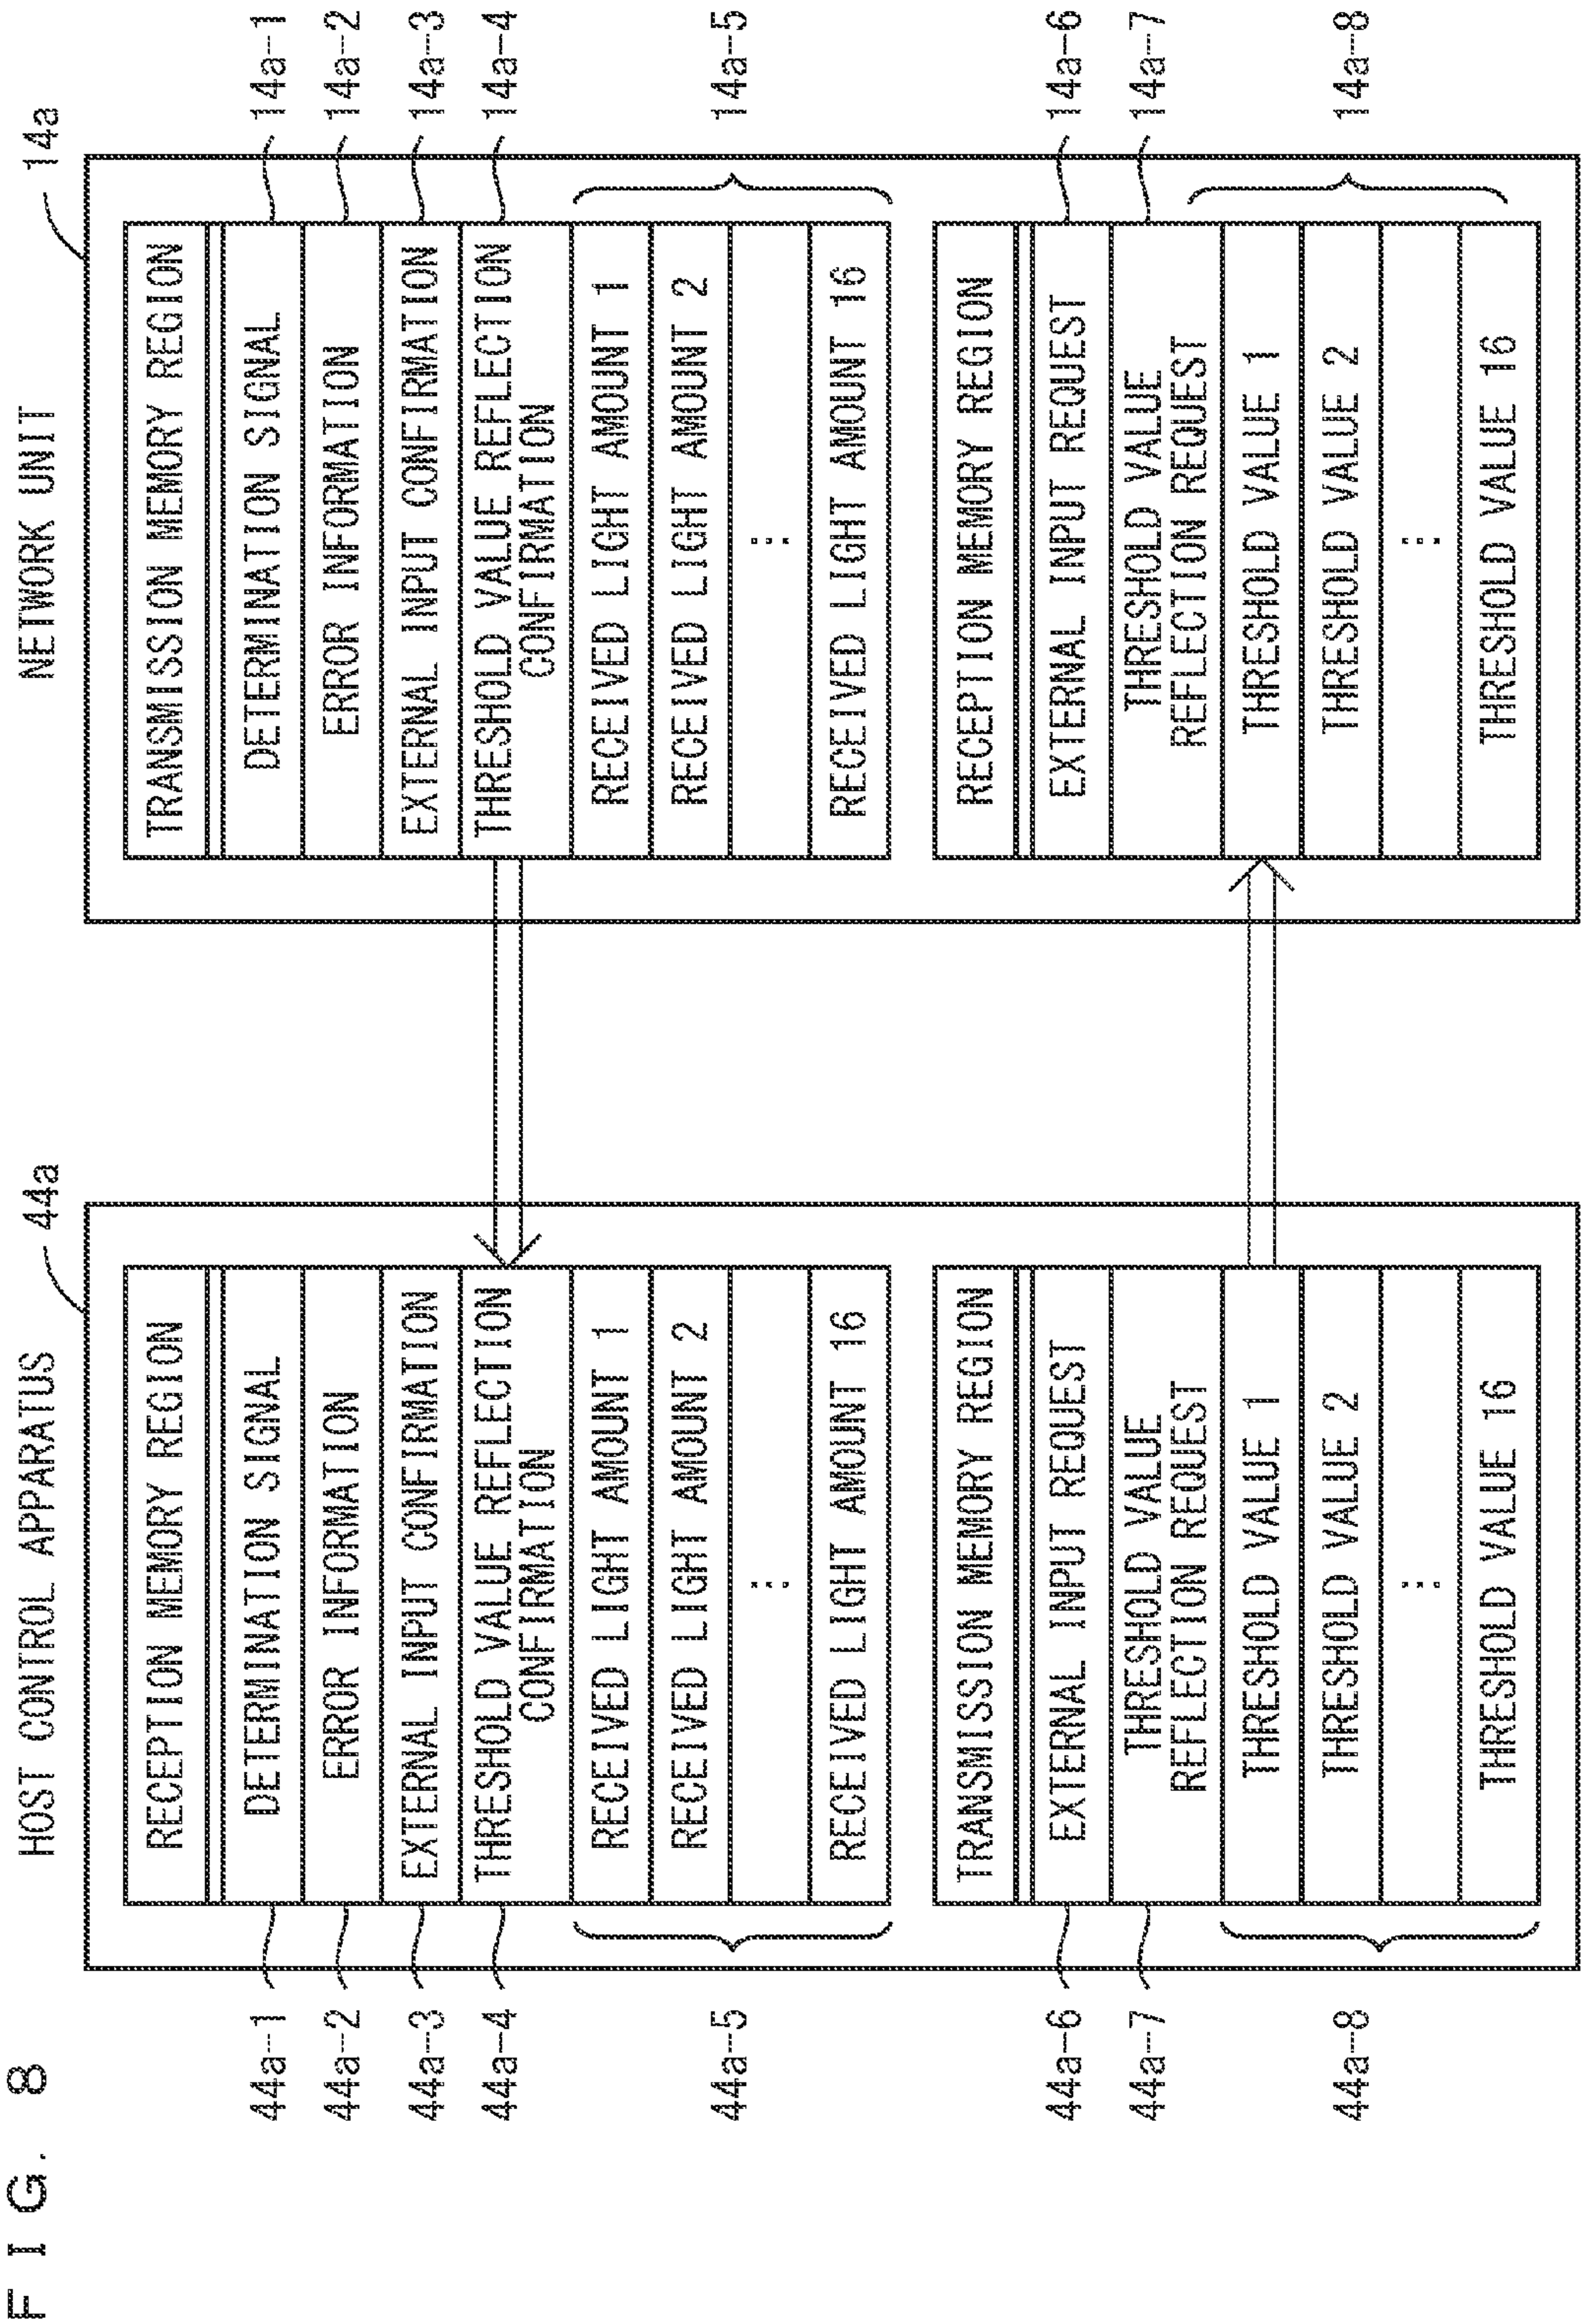 FIG. 8
HOST CONTROL APPARATUS
44a
RECEPTION MEMORY REGION
44a-1
DETERMINATION SIGNAL
44a-2
ERROR INFORMATION
44a-3
EXTERNAL INPUT CONFIRMATION
44a-4
THRESHOLD VALUE REFLECTION
CONFIRMATION
44a-5
RECEIVED LIGHT AMOUNT 1
RECEIVED LIGHT AMOUNT 2
⋮
RECEIVED LIGHT AMOUNT 16
TRANSMISSION MEMORY REGION
44a-6
EXTERNAL INPUT REQUEST
44a-7
THRESHOLD VALUE
REFLECTION REQUEST
44a-8
THRESHOLD VALUE 1
THRESHOLD VALUE 2
⋮
THRESHOLD VALUE 16
NETWORK UNIT
14a
TRANSMISSION MEMORY REGION
DETERMINATION SIGNAL
14a-1
ERROR INFORMATION
14a-2
EXTERNAL INPUT CONFIRMATION
14a-3
THRESHOLD VALUE REFLECTION
CONFIRMATION
14a-4
RECEIVED LIGHT AMOUNT 1
RECEIVED LIGHT AMOUNT 2
⋮
RECEIVED LIGHT AMOUNT 16
14a-5
RECEPTION MEMORY REGION
EXTERNAL INPUT REQUEST
14a-6
THRESHOLD VALUE
REFLECTION REQUEST
14a-7
THRESHOLD VALUE 1
THRESHOLD VALUE 2
⋮
THRESHOLD VALUE 16
14a-8